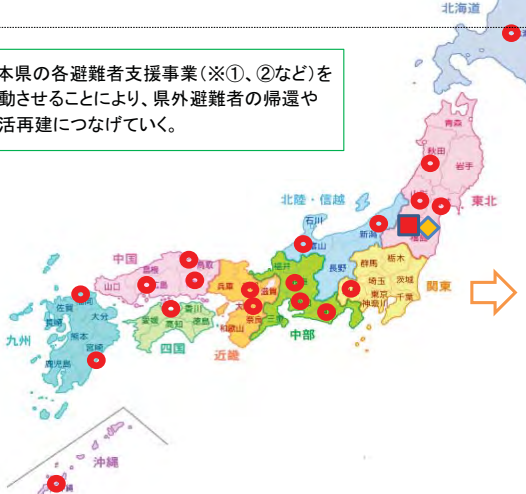 北海道
本県の各避難者支援事業(※①、②など)を
動させることにより、県外避難者の帰還や
活再建につなげていく。
青森
秋田
岩手
東北
北陸・信越
石川
新潟
富山
福井
長野
群馬
栃木
埼玉
茨城
東京
千葉
神奈川
関東
中国
島根
鳥取
山口
広島
兵庫
滋賀
奈良
三重
和歌山
近畿
中部
香川
愛媛
高知
徳島
四国
福岡
佐賀
大分
長崎
熊本
宮崎
鹿児島
九州
沖縄